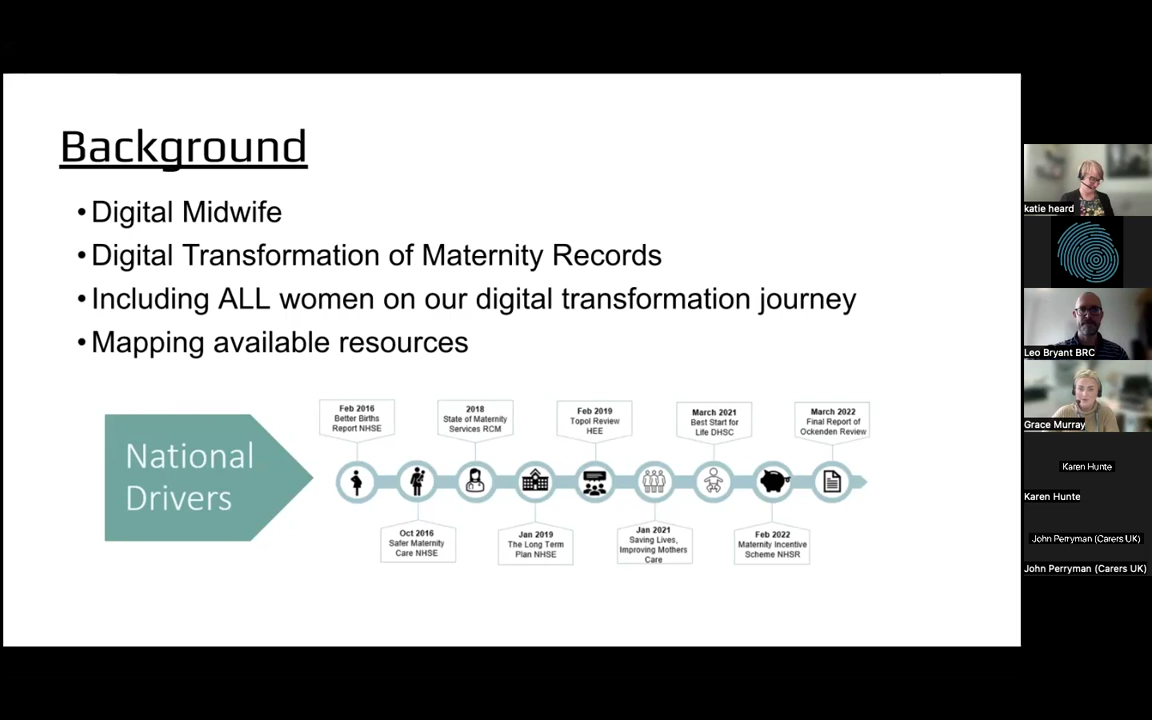 Background
• Digital Midwife
• Digital Transformation of Maternity Records
• Including ALL women on our digital transformation journey
• Mapping available resources
National
Drivers
Feb 2016
Better Births
Report NHSE
Oct 2016
Safer Maternity
Care NHSE
2018
State of Maternity
Services RCM
Jan 2019
The Long Term
Plan NHSE
Feb 2019
Topol Review
HEE
Jan 2021
Saving Lives,
Improving Mothers
Care
March 2021
Best Start for
Life DHSC
Feb 2022
Maternity Incentive
Scheme NHSR
March 2022
Final Report of
Ockenden Review
katie heard
Leo Bryant BRC
Grace Murray
Karen Hunte
Karen Hunte
John Perryman (Carers UK)
John Perryman (Carers UK)